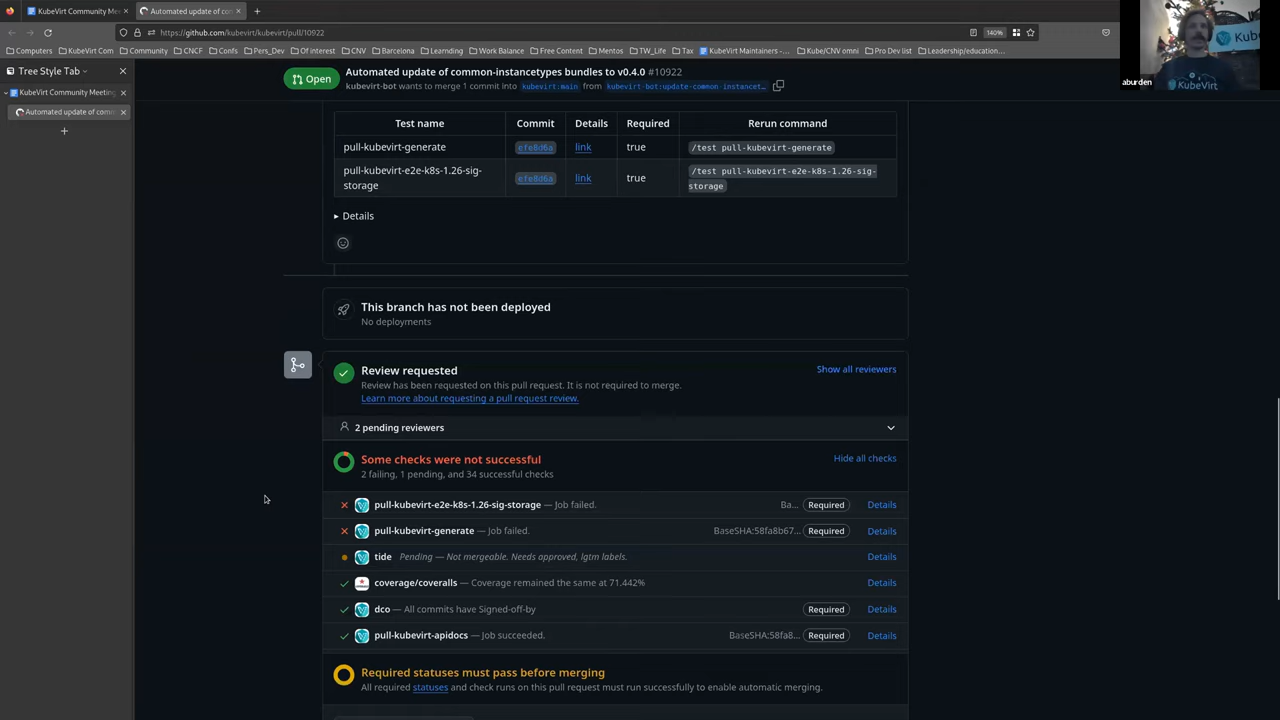 KubeVirt Community Mee
Automated update of co
https://github.com/kubevirt/kubevirt/pull/10922
140%
Computers
KubeVirt Com
Community
CNCF
Confs
Pers_Dev
Of interest
CNV
Barcelona
Learnding
Work Balance
Free Content
Mentos
TW_Life
Tax
KubeVirt Maintainers -...
Kube/CNV omni
Pro Dev list
Leadership/education...
aburden
KubeVirt
Tree Style Tab
KubeVirt Community Meeting
Automated update of comm
Open
Automated update of common-instancetypes bundles to v0.4.0 #10922
kubevirt-bot wants to merge 1 commit into kubevirt:main from kubevirt-bot:update-common-instancet...
Test name Commit Details Required Rerun command
pull-kubevirt-generate efe8d6a link true /test pull-kubevirt-generate
pull-kubevirt-e2e-k8s-1.26-sig-storage efe8d6a link true /test pull-kubevirt-e2e-k8s-1.26-sig-storage
Details
This branch has not been deployed
No deployments
Review requested
Show all reviewers
Review has been requested on this pull request. It is not required to merge.
Learn more about requesting a pull request review.
2 pending reviewers
Some checks were not successful
Hide all checks
2 failing, 1 pending, and 34 successful checks
pull-kubevirt-e2e-k8s-1.26-sig-storage — Job failed. Ba... Required Details
pull-kubevirt-generate — Job failed. BaseSHA:58fa8b67... Required Details
tide Pending — Not mergeable. Needs approved, lgtm labels. Details
coverage/coveralls — Coverage remained the same at 71.442% Details
dco — All commits have Signed-off-by Required Details
pull-kubevirt-apidocs — Job succeeded. BaseSHA:58fa8... Required Details
Required statuses must pass before merging
All required statuses and check runs on this pull request must run successfully to enable automatic merging.